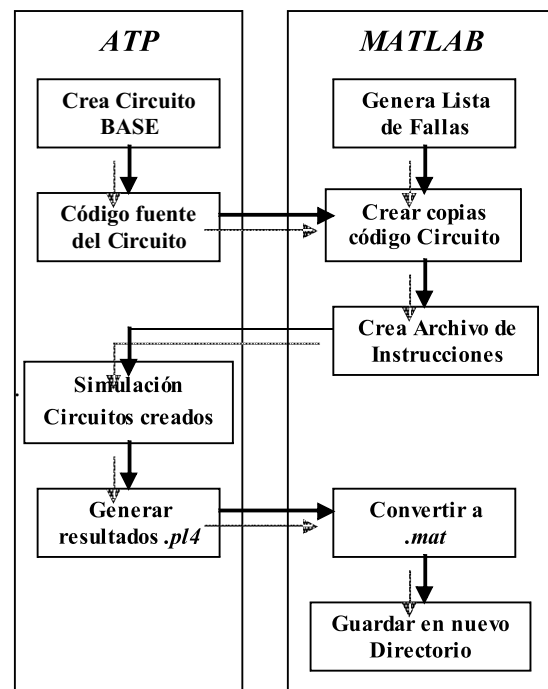 ATP
Crea Circuito
BASE
Código fuente
del Circuito
Simulación
Circuitos creados
Generar
resultados .pl4
MATLAB
Genera Lista
de Fallas
Crear copias
código Circuito
Crea Archivo de
Instrucciones
Convertir a
.mat
Guardar en nuevo
Directorio